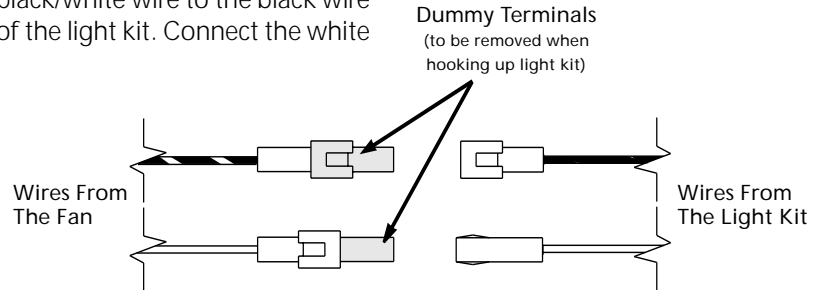 black/white wire to the black wire
of the light kit. Connect the white
Dummy Terminals
(to be removed when
hooking up light kit)
Wires From
The Fan
Wires From
The Light Kit